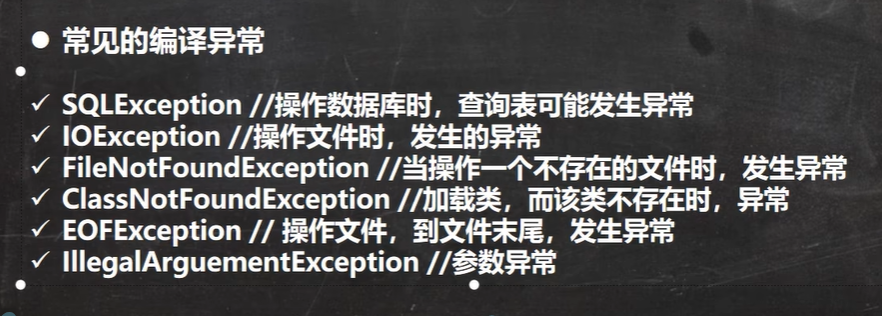 ● 常见的编译异常
✓ SQLException //操作数据库时，查询表可能发生异常
✓ IOException //操作文件时，发生的异常
✓ FileNotFoundException //当操作一个不存在的文件时，发生异常
✓ ClassNotFoundException //加载类，而该类不存在时，异常
✓ EOFException // 操作文件，到文件末尾，发生异常
✓ IllegalArguementException //参数异常